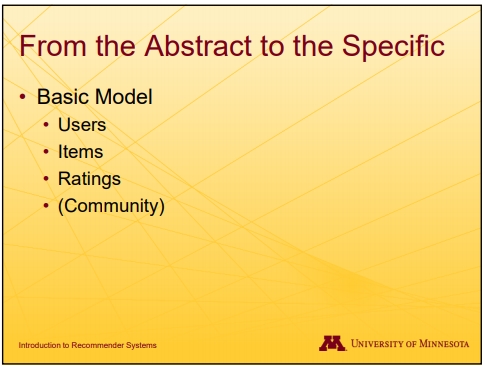 From the Abstract to the Specific
• Basic Model
• Users
• Items
• Ratings
• (Community)
Introduction to Recommender Systems
M UNIVERSITY OF MINNESOTA